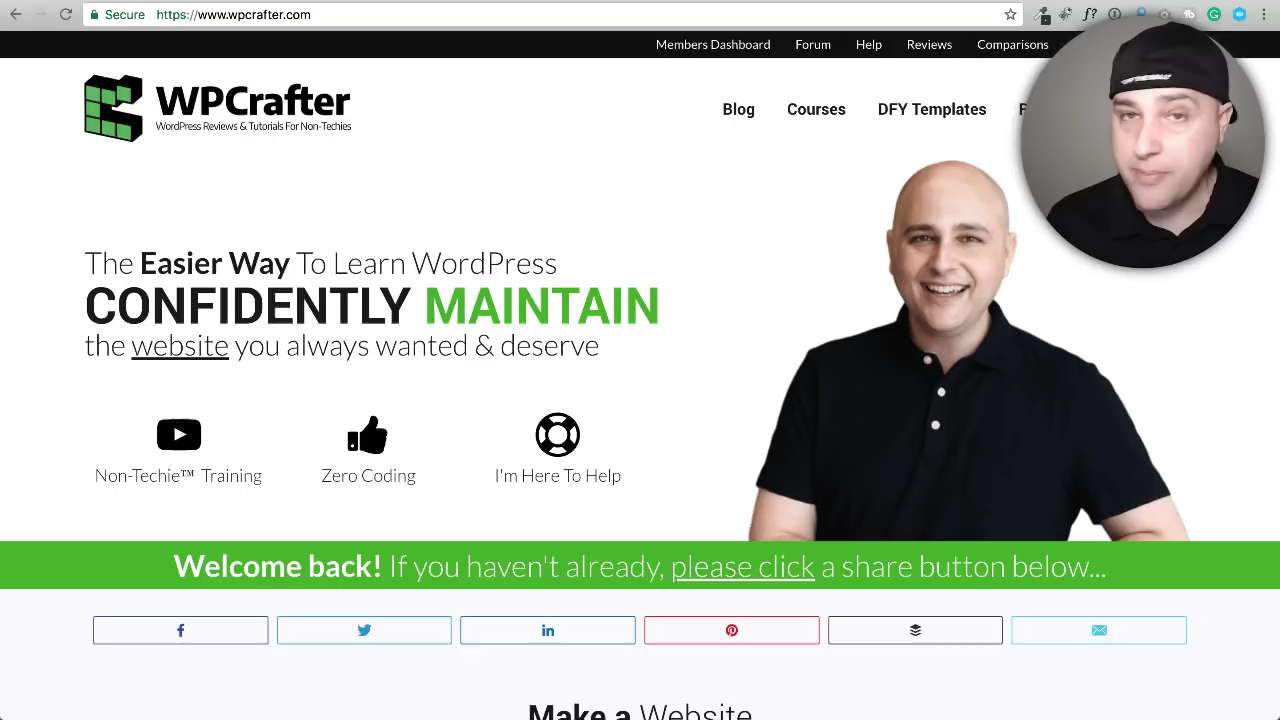 Secure https://www.wpcrafter.com
Members Dashboard Forum Help Reviews Comparisons
WPCrafter
WordPress Reviews & Tutorials For Non-Techies
Blog Courses DFY Templates
The Easier Way To Learn WordPress
CONFIDENTLY MAINTAIN
the website you always wanted & deserve
Non-Techie™ Training Zero Coding I'm Here To Help
Welcome back! If you haven't already, please click a share button below...
Make a Website